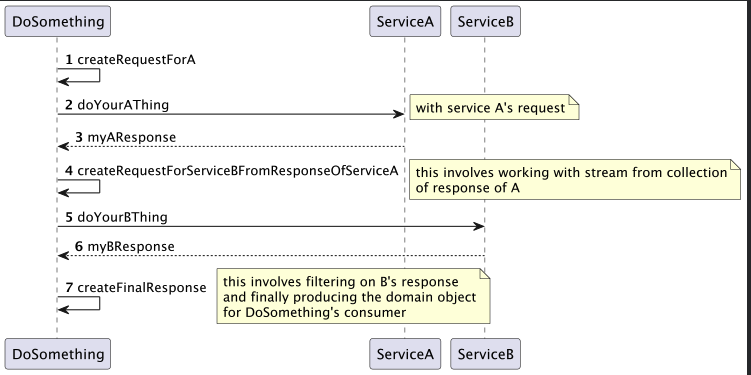 DoSomething ServiceA ServiceB
1 createRequestForA
2 doYourAThing
with service A's request
3 myAResponse
4 createRequestForServiceBFromResponseOfServiceA
this involves working with stream from collection
of response of A
5 doYourBThing
6 myBResponse
7 createFinalResponse
this involves filtering on B's response
and finally producing the domain object
for DoSomething's consumer
DoSomething ServiceA ServiceB